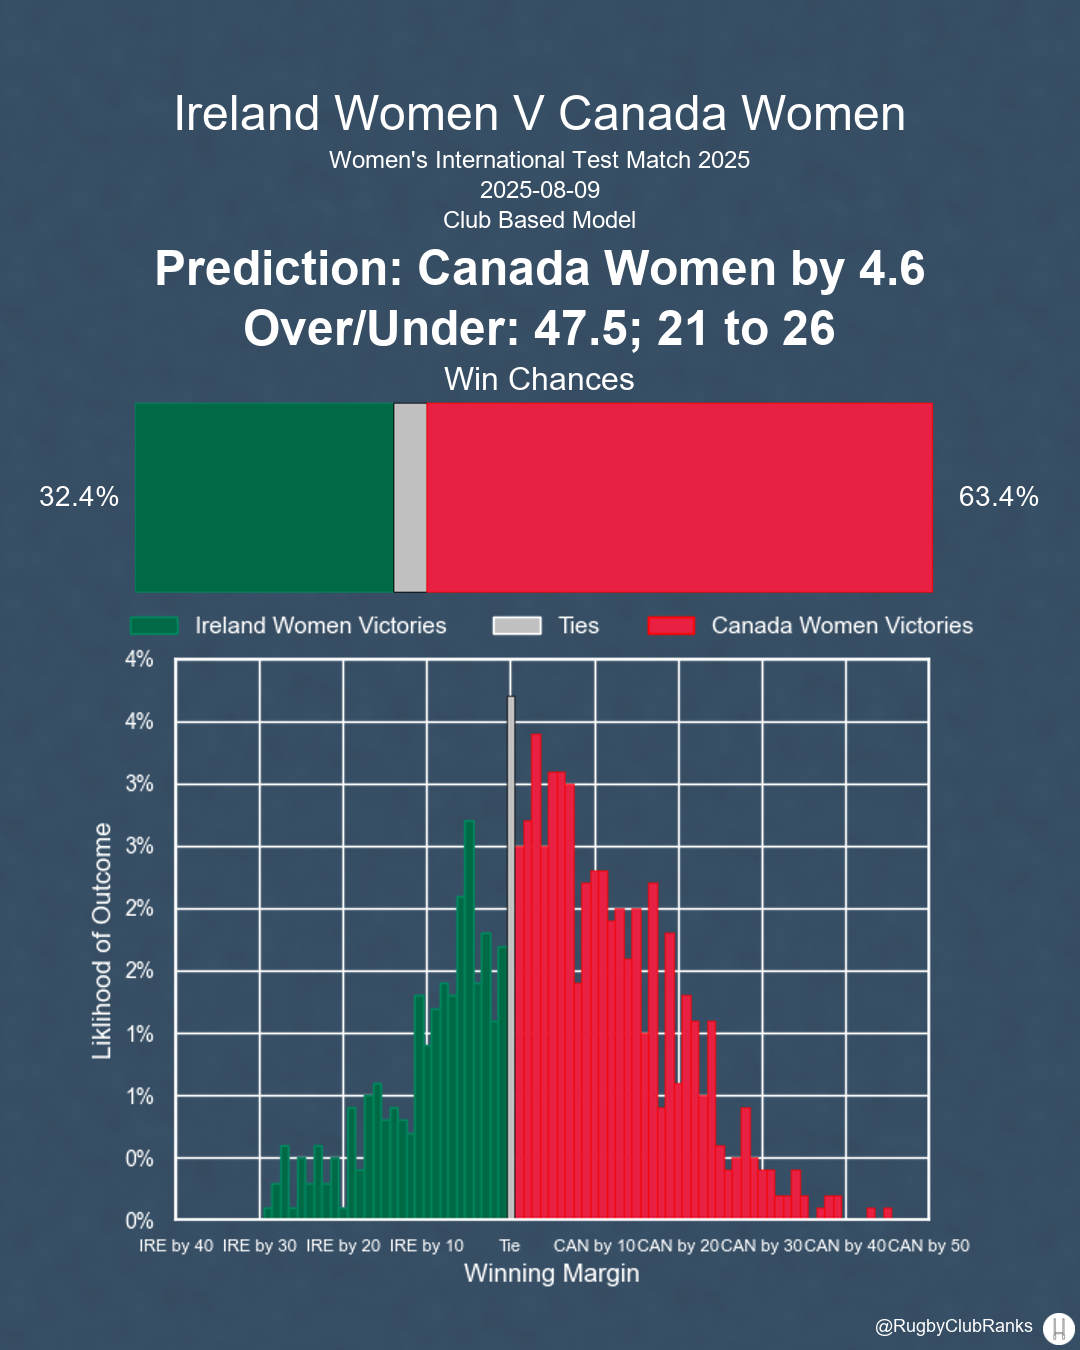 Ireland Women V Canada Women
Women's International Test Match 2025
2025-08-09
Club Based Model
Prediction: Canada Women by 4.6
Over/Under: 47.5; 21 to 26
Win Chances
32.4%
63.4%
Ireland Women Victories Ties Canada Women Victories
4%
4%
3%
3%
2%
2%
1%
1%
0%
0%
Liklihood of Outcome
IRE by 40 IRE by 30 IRE by 20 IRE by 10 Tie CAN by 10 CAN by 20 CAN by 30 CAN by 40 CAN by 50
Winning Margin
@RugbyClubRanks